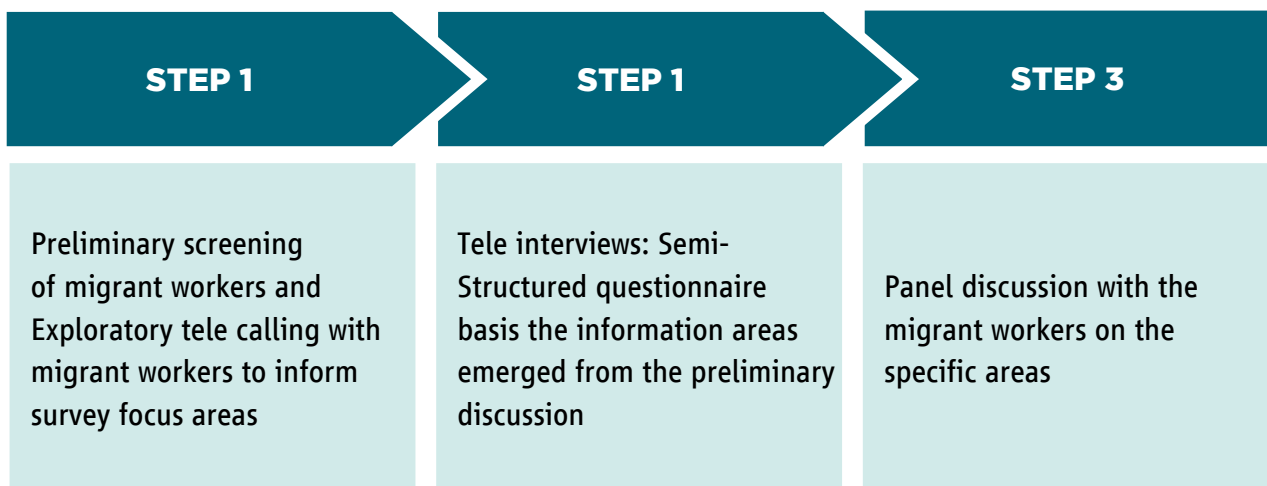 STEP 1
Preliminary screening
of migrant workers and
Exploratory tele calling with
migrant workers to inform
survey focus areas
STEP 1
Tele interviews: Semi-
Structured questionnaire
basis the information areas
emerged from the preliminary
discussion
STEP 3
Panel discussion with the
migrant workers on the
specific areas